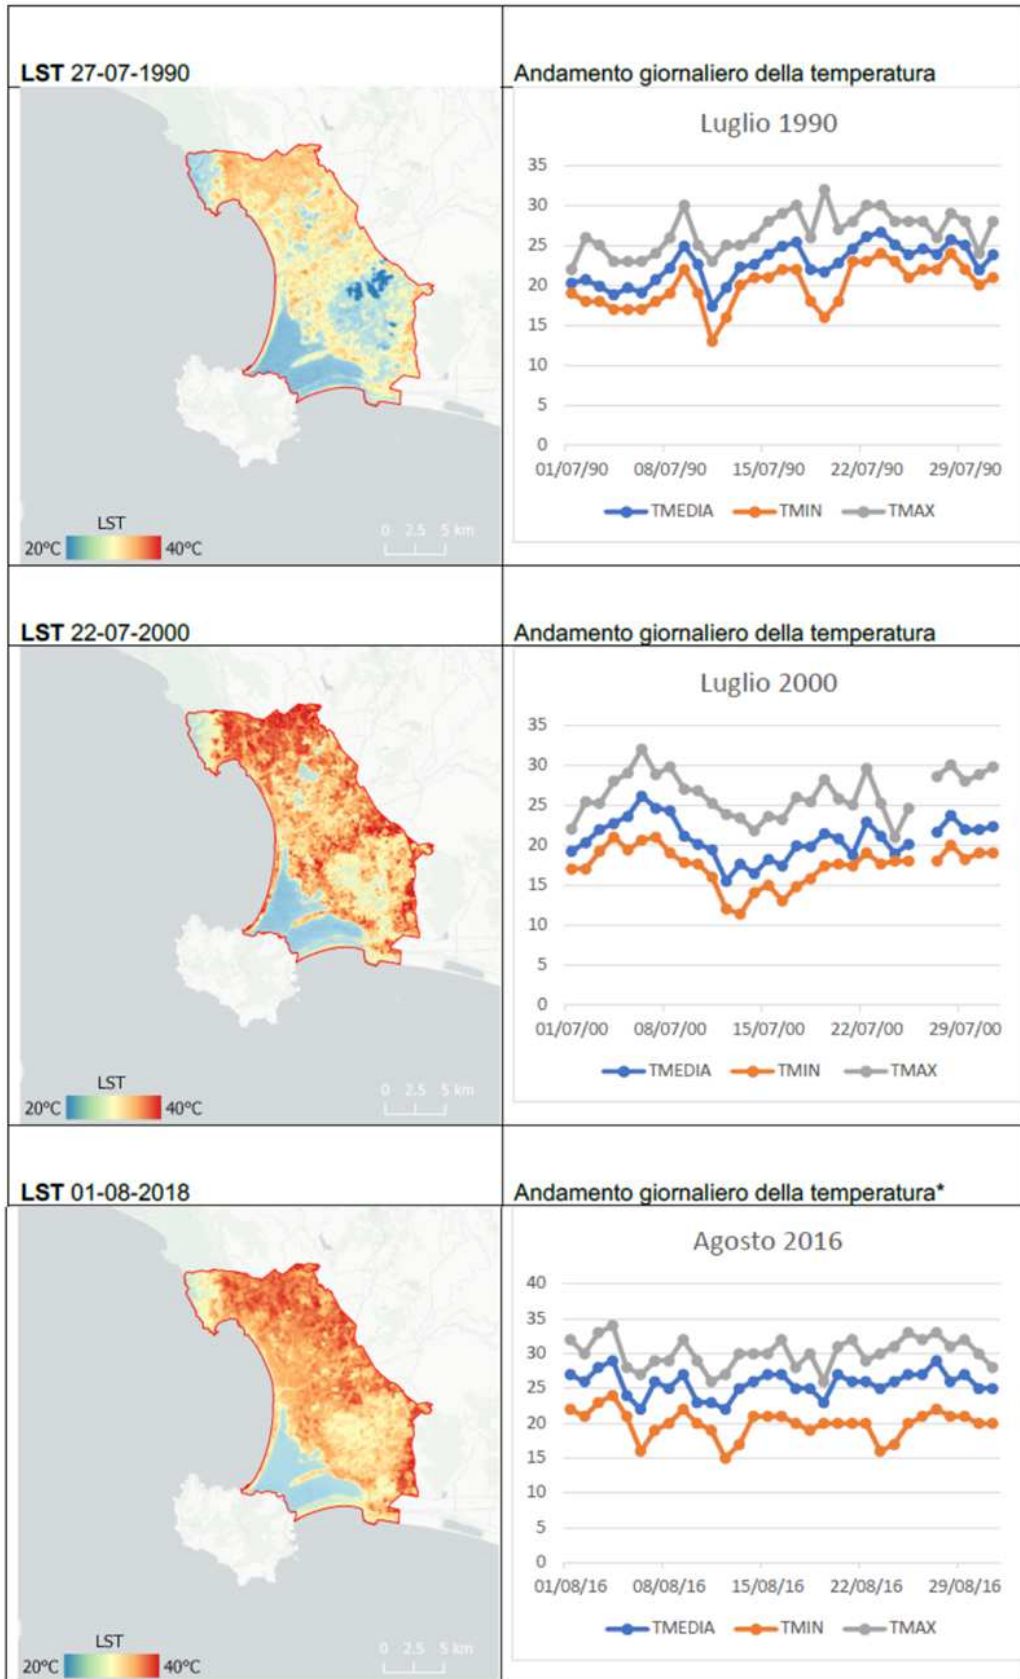 LST 27-07-1990
Andamento giornaliero della temperatura
LST
20°C
40°C
0 2.5 5 km
Luglio 1990
35
30
25
20
15
10
5
0
01/07/90 08/07/90 15/07/90 22/07/90 29/07/90
TMEDIA TMIN TMAX
LST 22-07-2000
Andamento giornaliero della temperatura
LST
20°C
40°C
0 2.5 5 km
Luglio 2000
35
30
25
20
15
10
5
0
01/07/00 08/07/00 15/07/00 22/07/00 29/07/00
TMEDIA TMIN TMAX
LST 01-08-2018
Andamento giornaliero della temperatura*
LST
20°C
40°C
0 2.5 5 km
Agosto 2016
40
35
30
25
20
15
10
5
0
01/08/16 08/08/16 15/08/16 22/08/16 29/08/16
TMEDIA TMIN TMAX